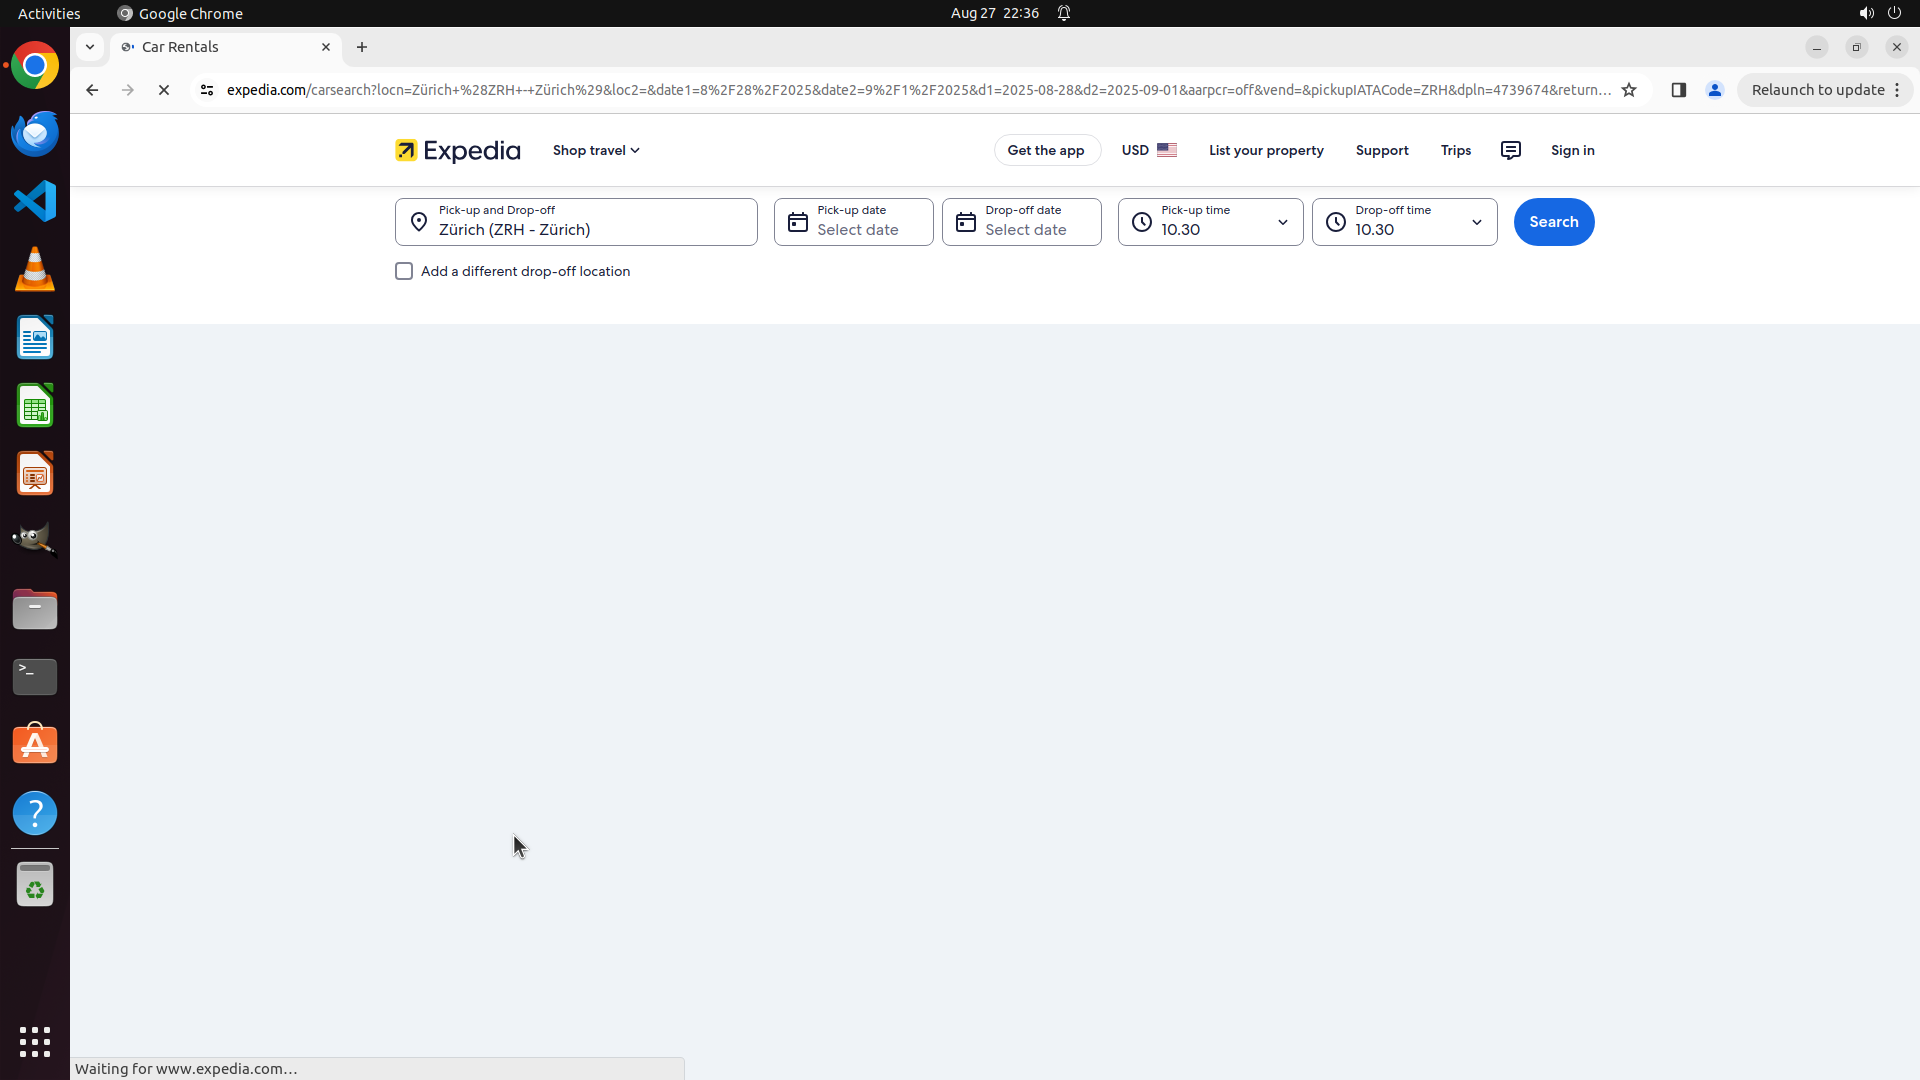 Activities
Google Chrome
Aug 27 22:36
Car Rentals
expedia.com/carsearch?locn=Zürich+%28ZRH+-+Zürich%29&loc2=&date1=8%2F28%2F2025&date2=9%2F1%2F2025&d1=2025-08-28&d2=2025-09-01&aarpcr=off&vend=&pickupIATACode=ZRH&dpln=4739674&return...
Relaunch to update
Expedia
Shop travel
Get the app
USD
List your property
Support
Trips
Sign in
Pick-up and Drop-off
Zürich (ZRH - Zürich)
Pick-up date
Select date
Drop-off date
Select date
Pick-up time
10.30
Drop-off time
10.30
Search
Add a different drop-off location
Waiting for www.expedia.com…